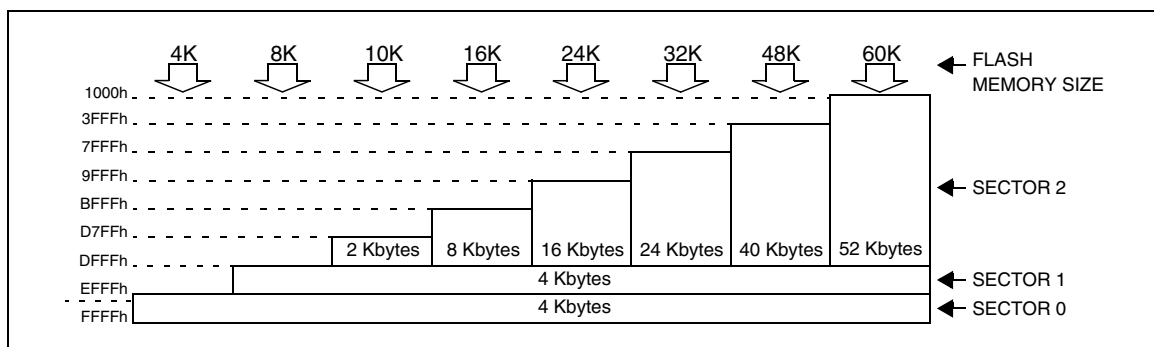 4K 8K 10K 16K 24K 32K 48K 60K
FLASH
MEMORY SIZE
1000h
3FFFh
7FFFh
9FFFh
SECTOR 2
BFFFh
D7FFh
2 Kbytes 8 Kbytes 16 Kbytes 24 Kbytes 40 Kbytes 52 Kbytes
DFFFh
4 Kbytes
SECTOR 1
EFFFh
4 Kbytes
SECTOR 0
FFFFh